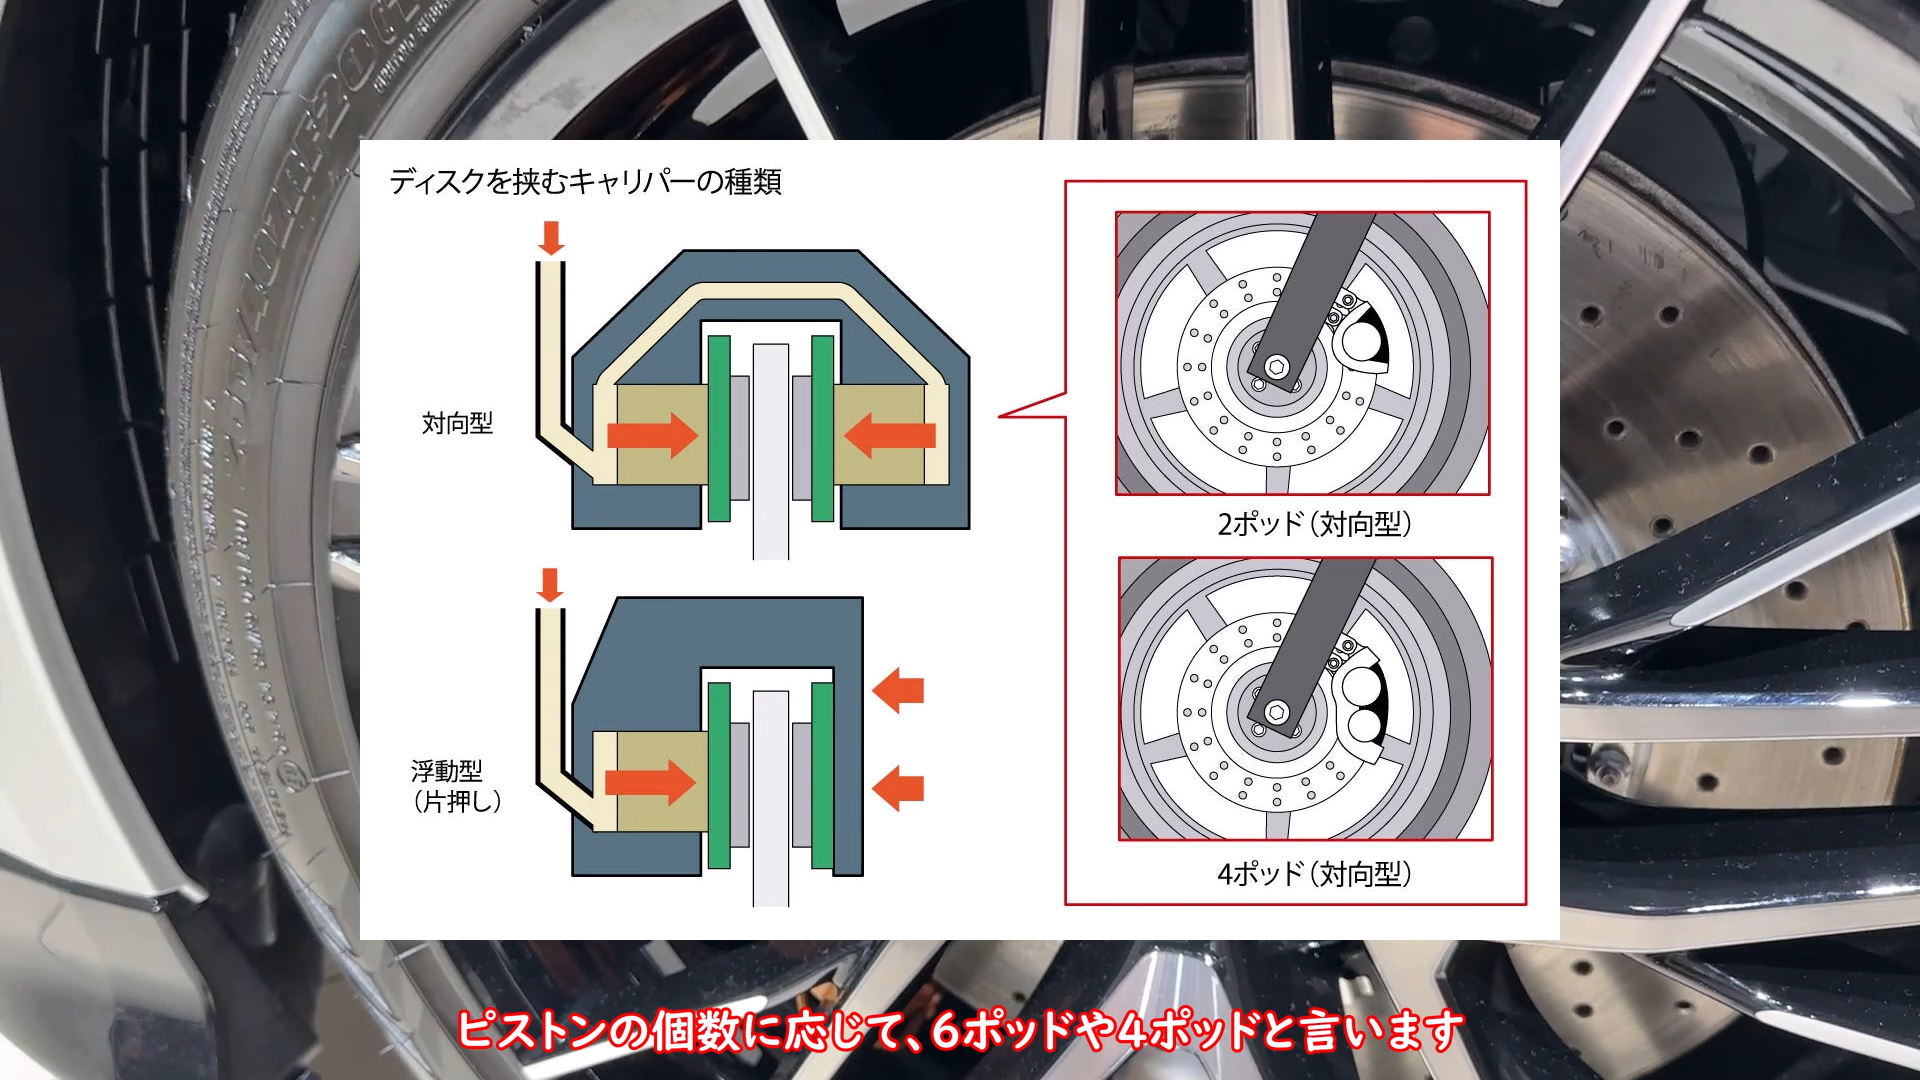 ディスクを挟むキャリパーの種類
対向型
2ポッド（対向型）
浮動型
（片押し）
4ポッド（対向型）
ピストンの個数に応じて、6ポッドや4ポッドと言います